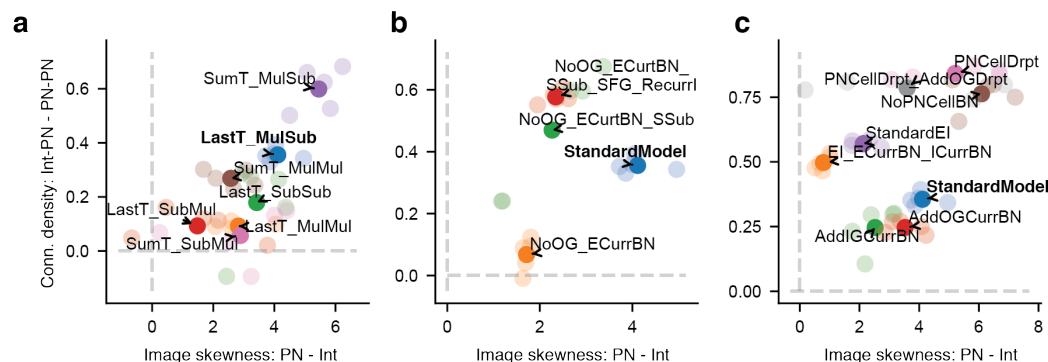 a
b
c
Conn. density: Int-PN - PN-PN
0.6
0.4
0.2
0.0
SumT_MulSub
LastT_MulSub
SumT_MulMul
LastT_SubSub
LastT_SubMul
LastT_MulMul
SumT_SubMul
0
2
4
6
Image skewness: PN - Int
0.6
0.4
0.2
0.0
NoOG_ECurtBN_
SSub_SFG_Recurrl
NoOG_ECurtBN_SSub
StandardModel
NoOG_ECurrBN
0
2
4
Image skewness: PN - Int
0.75
0.50
0.25
0.00
PNCellDrpt
PNCellDrpt_AddOGDrpt
NoPNCellBN
StandardEI
EI_ECurrBN_ICurrBN
StandardModel
AddOGCurrBN
AddIGCurrBN
0
2
4
6
8
Image skewness: PN - Int